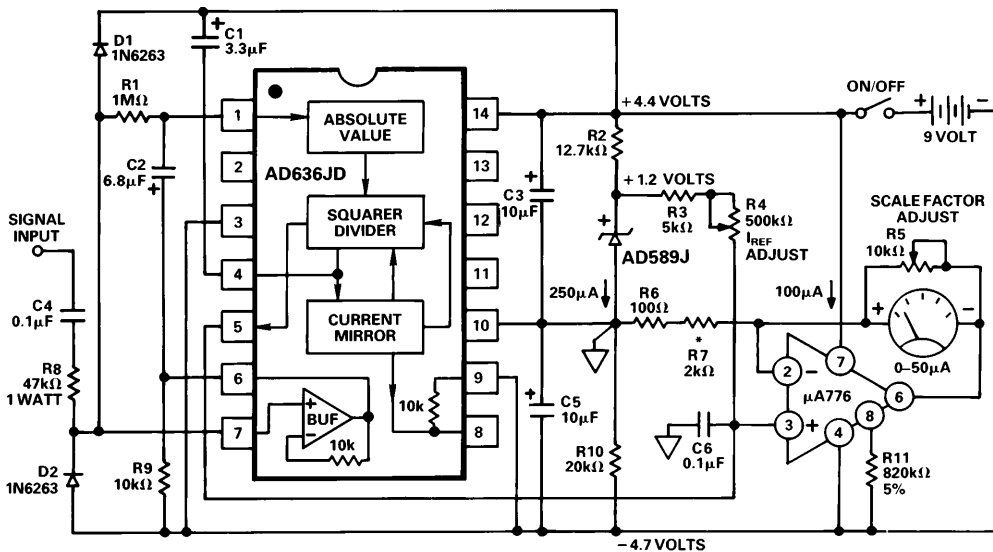 D1
1N6263
C1
3.3µF
+
R1
1MΩ
C2
6.8µF
+
SIGNAL
INPUT
C4
0.1µF
R8
47kΩ
1 WATT
D2
1N6263
R9
10kΩ
1
2
3
4
5
6
7
ABSOLUTE
VALUE
AD636JD
SQUARER
DIVIDER
CURRENT
MIRROR
+
BUF
−
10k
10k
14
13
12
11
10
9
8
+
C3
10µF
+
C5
10µF
+4.4 VOLTS
R2
12.7kΩ
+1.2 VOLTS
R3
5kΩ
R4
500kΩ
IREF
ADJUST
+
AD589J
250µA
R6
100Ω
*
R7
2kΩ
R10
20kΩ
C6
0.1µF
−4.7 VOLTS
ON/OFF
+ −
9 VOLT
SCALE FACTOR
ADJUST
R5
10kΩ
100µA
+ −
0–50µA
2 −
7
µA776
6
3 +
4
8
R11
820kΩ
5%